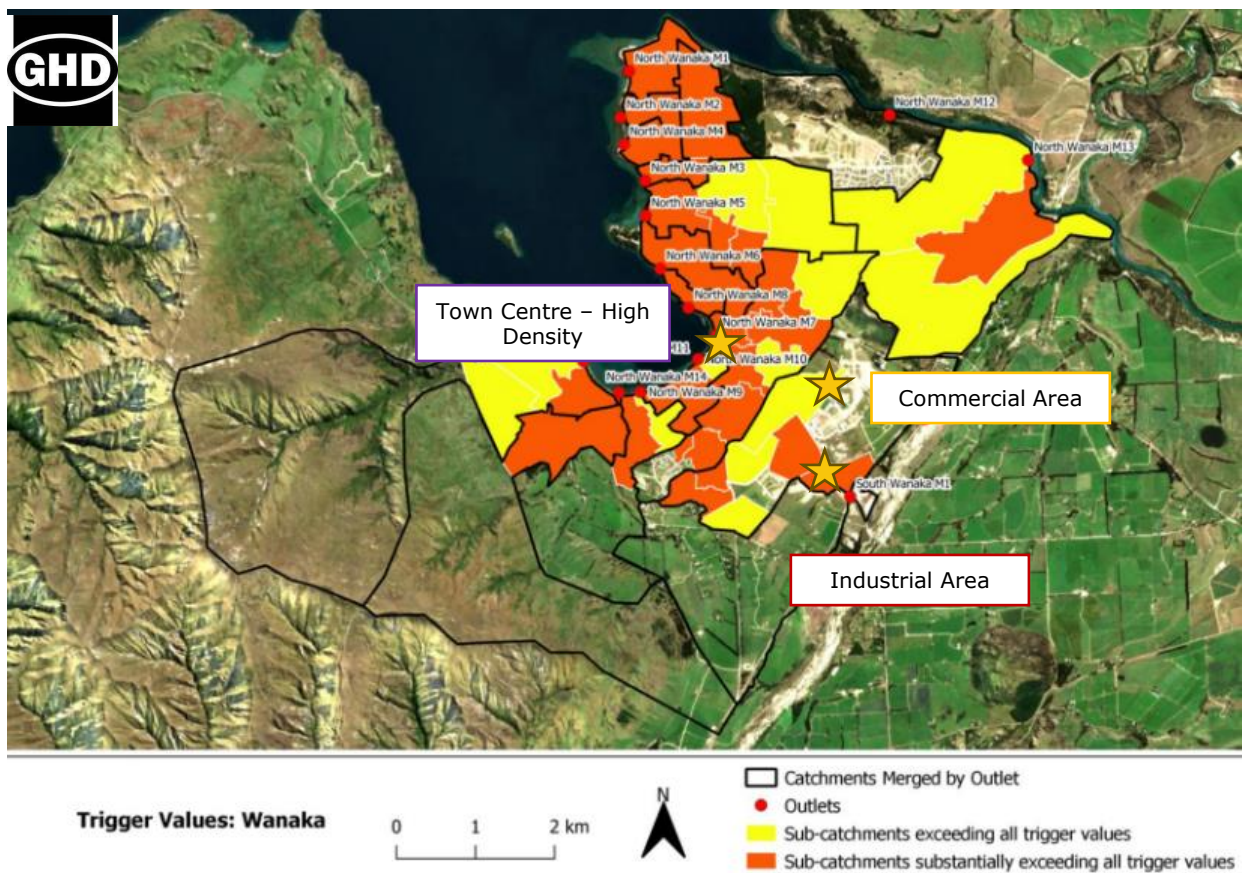 GHD
North Wanaka M1
North Wanaka M2
North Wanaka M12
North Wanaka M4
North Wanaka M3
North Wanaka M13
North Wanaka M5
North Wanaka M6
North Wanaka M8
Town Centre – High
Density
North Wanaka M7
M11
North Wanaka M10
North Wanaka M14
North Wanaka M9
Commercial Area
South Wanaka M1
Industrial Area
Trigger Values: Wanaka
0 1 2 km
N
Catchments Merged by Outlet
Outlets
Sub-catchments exceeding all trigger values
Sub-catchments substantially exceeding all trigger values